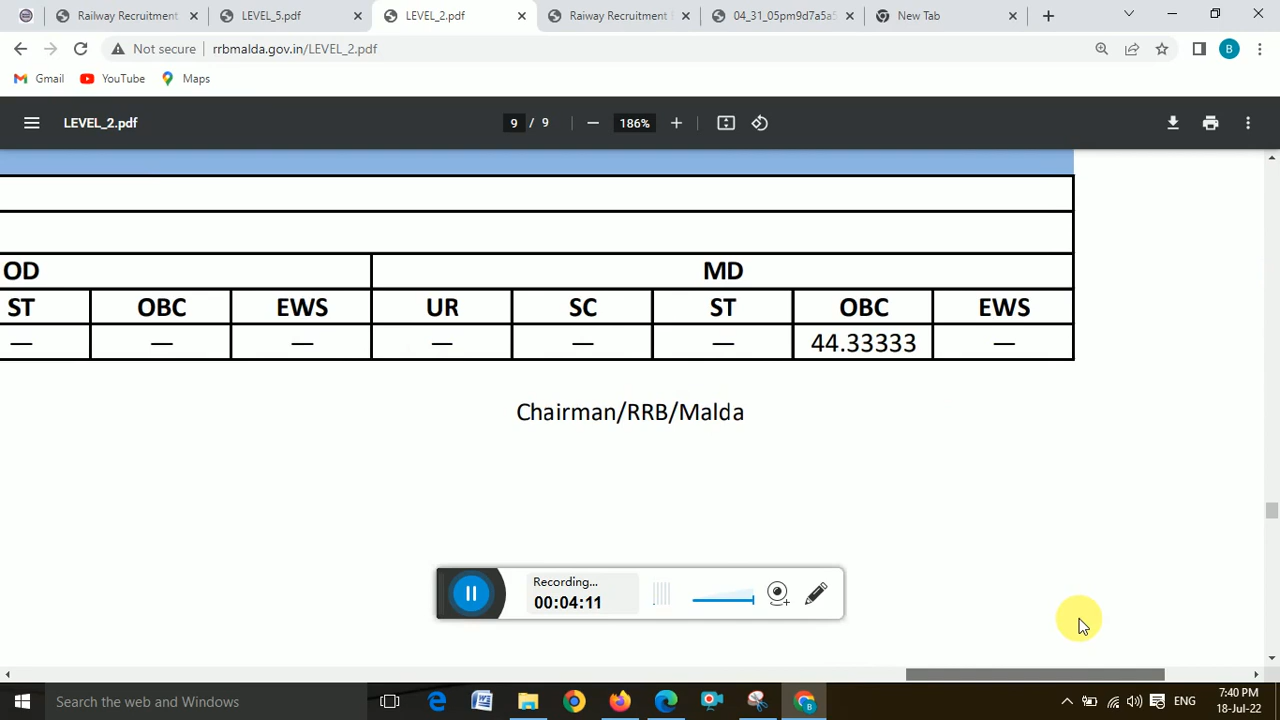 Railway Recruitment
LEVEL_5.pdf
LEVEL_2.pdf
Raiway Recruitment
04_31_05pm9d7a5a5
New Tab
Not secure
rrbmalda.gov.in/LEVEL_2.pdf
B
Gmail
YouTube
Maps
LEVEL_2.pdf
9 / 9
186%
OD
MD
ST
OBC
EWS
UR
SC
ST
OBC
EWS
—
—
—
—
—
—
44.33333
—
Chairman/RRB/Malda
Recording...
00:04:11
Search the web and Windows
ENG
7:40 PM
18-Jul-22